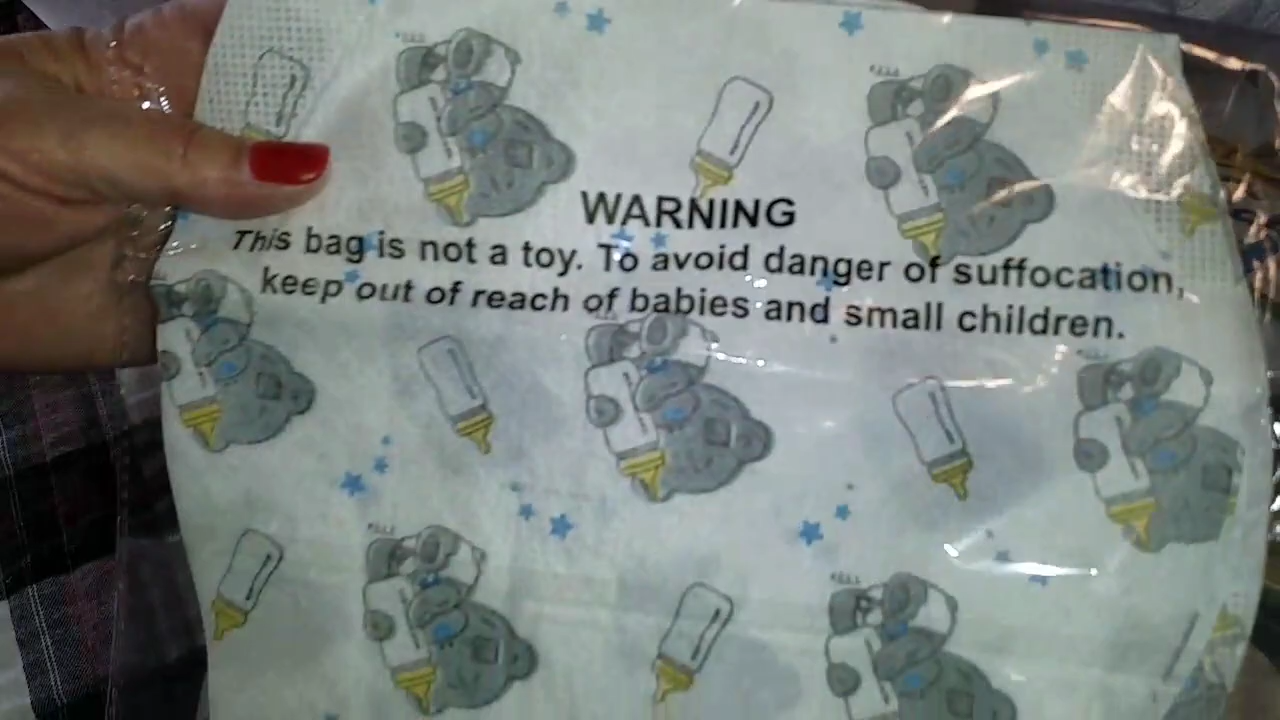 WARNING
This bag is not a toy. To avoid danger of suffocation,
keep out of reach of babies and small children.